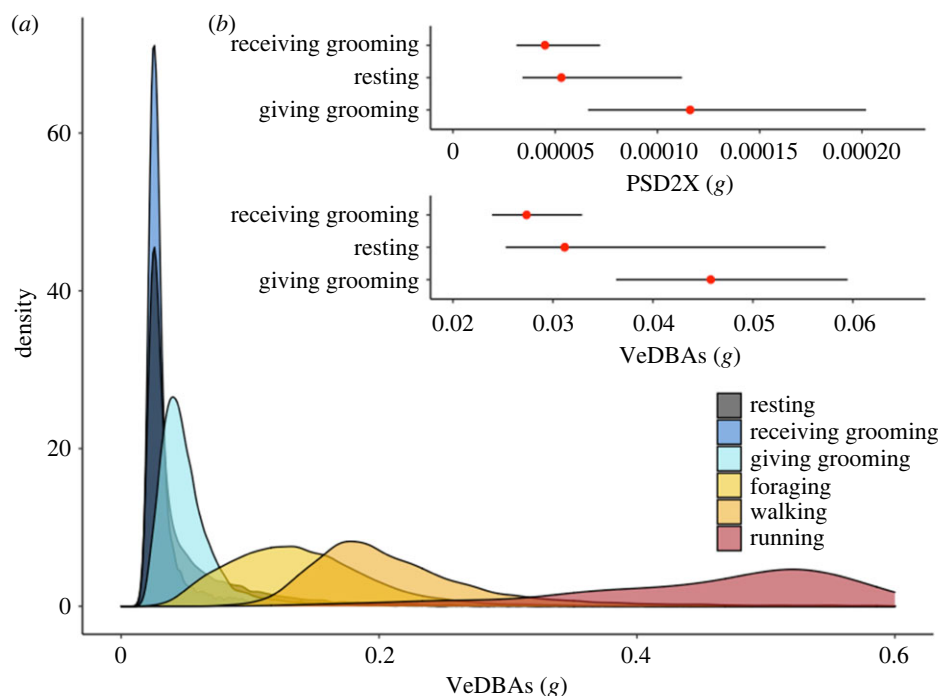 (a)
60
40
20
0
density
0 0.2 0.4 0.6
VeDBAs (g)
(b)
receiving grooming
resting
giving grooming
0 0.00005 0.00010 0.00015 0.00020
PSD2X (g)
receiving grooming
resting
giving grooming
0.02 0.03 0.04 0.05 0.06
VeDBAs (g)
resting
receiving grooming
giving grooming
foraging
walking
running